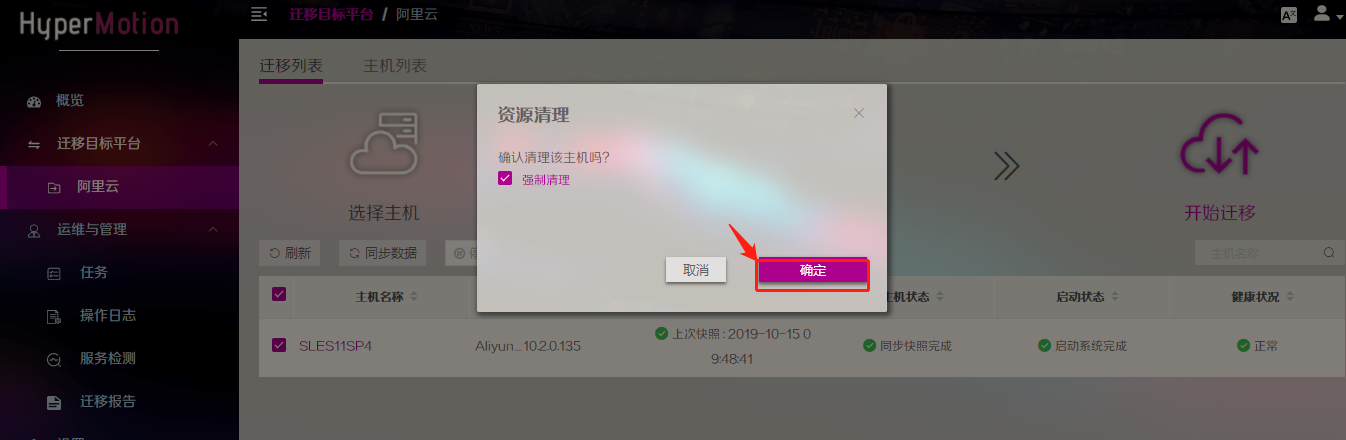 HyperMotion
迁移目标平台 / 阿里云
概览
迁移目标平台
阿里云
运维与管理
任务
操作日志
服务检测
迁移报告
迁移列表
主机列表
选择主机
开始迁移
刷新
同步数据
主机名称
资源清理
确认清理该主机吗？
强制清理
取消
确定
主机名称
主机状态
启动状态
健康状况
SLES11SP4
Aliyun_10.2.0.135
上次快照 : 2019-10-15 0
9:48:41
同步快照完成
启动系统完成
正常